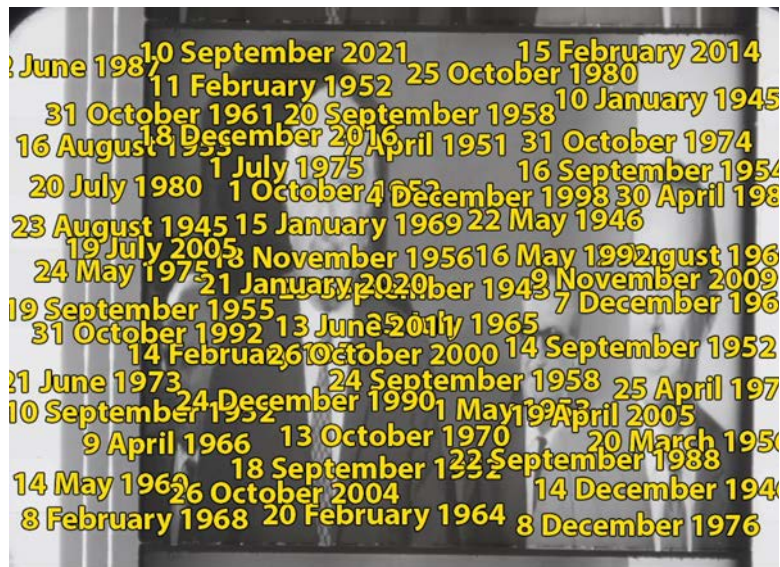 10 September 2021
15 February 2014
June 1987
25 October 1980
11 February 1952
10 January 1945
31 October 1961
20 September 1958
18 December 2016
16 August
April 1951
31 October 1974
1 July 1975
16 September 1954
20 July 1980
1 October
4 December 1998
30 April
23 August 1945
15 January 1969
22 May 1946
19 July 2005
18 November 1956
16 May 1992
24 May 1975
21 January 2020
9 November 2009
7 December
19 September 1955
31 October 1992
13 June 2011
1965
14 September 1952
26 October 2000
21 June 1973
24 September 1958
25 April
24 December 1990
10 September
1 May
19 April 2005
9 April 1966
13 October 1970
20 March
22 September 1988
18 September
14 May
26 October 2004
14 December
8 February 1968
20 February 1964
8 December 1976